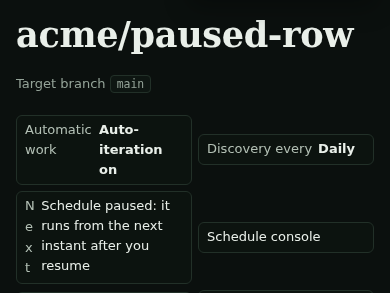 acme/paused-row
Target branch main
Automatic work
Auto-iteration on
Discovery every Daily
Next
Schedule paused: it
runs from the next
instant after you
resume
Schedule console